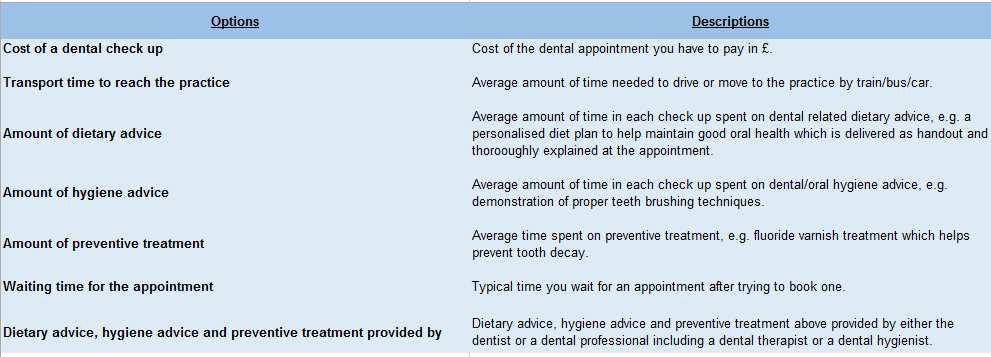 Options Descriptions
Cost of a dental check up Cost of the dental appointment you have to pay in £.
Transport time to reach the practice Average amount of time needed to drive or move to the practice by train/bus/car.
Amount of dietary advice
Average amount of time in each check up spent on dental related dietary advice, e.g. a
personalised diet plan to help maintain good oral health which is delivered as handout and
thorooughly explained at the appointment.
Amount of hygiene advice
Average amount of time in each check up spent on dental/oral hygiene advice, e.g.
demonstration of proper teeth brushing techniques.
Amount of preventive treatment
Average time spent on preventive treatment, e.g. fluoride varnish treatment which helps
prevent tooth decay.
Waiting time for the appointment Typical time you wait for an appointment after trying to book one.
Dietary advice, hygiene advice and preventive treatment provided by
Dietary advice, hygiene advice and preventive treatment above provided by either the
dentist or a dental professional including a dental therapist or a dental hygienist.